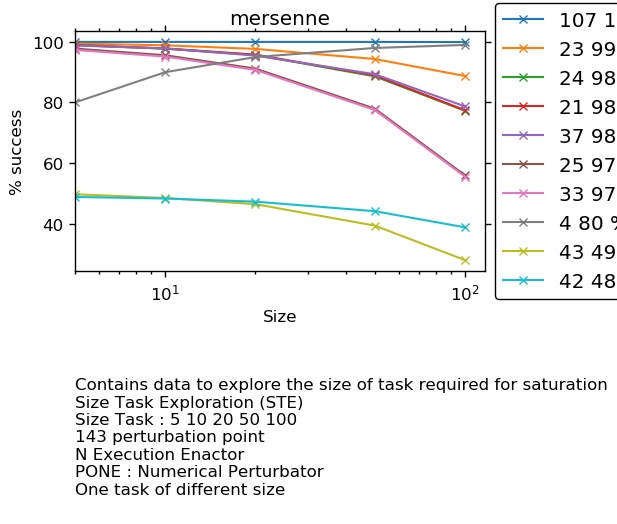 mersenne
100
80
60
40
% success
10¹
10²
Size
107 1
23 99
24 98
21 98
37 98
25 97
33 97
4 80 %
43 49
42 48
Contains data to explore the size of task required for saturation
Size Task Exploration (STE)
Size Task : 5 10 20 50 100
143 perturbation point
N Execution Enactor
PONE : Numerical Perturbator
One task of different size